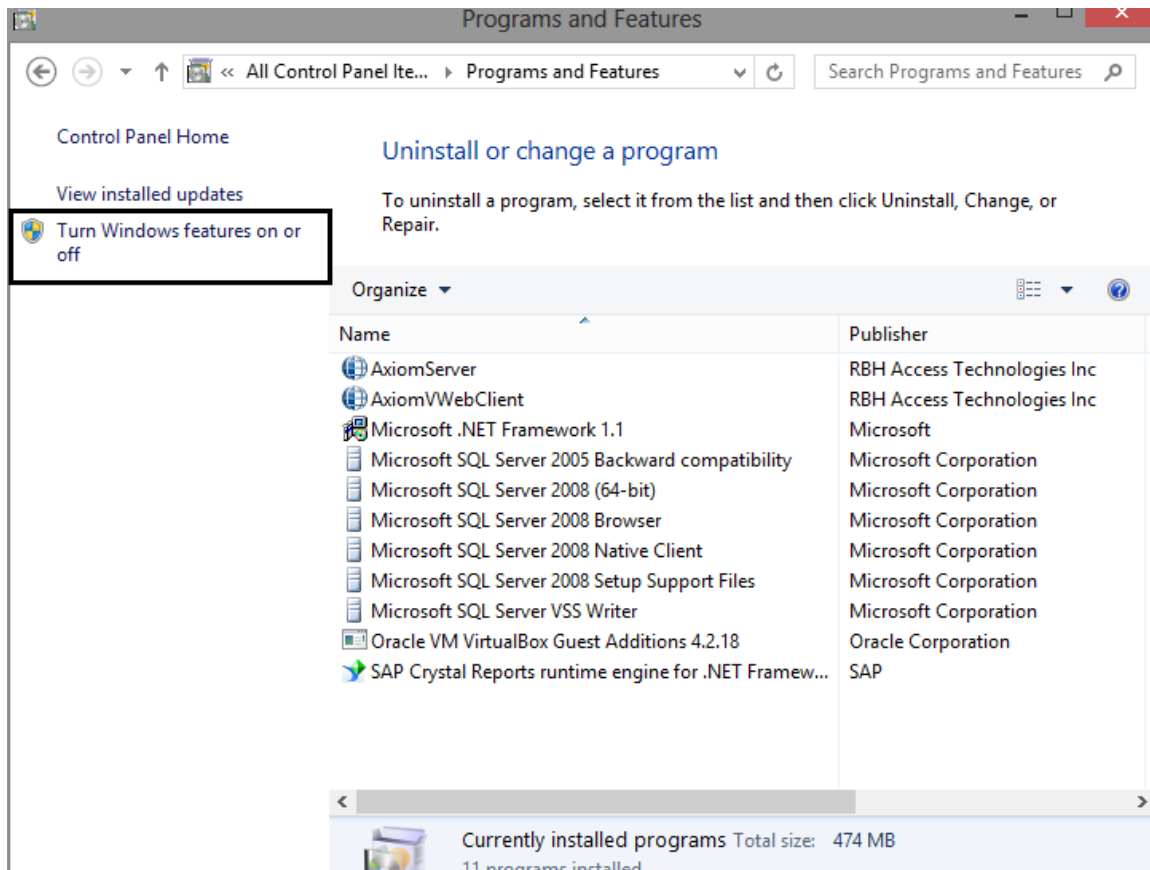 Programs and Features
« All Control Panel Ite... Programs and Features
Search Programs and Features
Control Panel Home
View installed updates
Turn Windows features on or
off
Uninstall or change a program
To uninstall a program, select it from the list and then click Uninstall, Change, or
Repair.
Organize
Name Publisher
AxiomServer RBH Access Technologies Inc
AxiomVWebClient RBH Access Technologies Inc
Microsoft .NET Framework 1.1 Microsoft
Microsoft SQL Server 2005 Backward compatibility Microsoft Corporation
Microsoft SQL Server 2008 (64-bit) Microsoft Corporation
Microsoft SQL Server 2008 Browser Microsoft Corporation
Microsoft SQL Server 2008 Native Client Microsoft Corporation
Microsoft SQL Server 2008 Setup Support Files Microsoft Corporation
Microsoft SQL Server VSS Writer Microsoft Corporation
Oracle VM VirtualBox Guest Additions 4.2.18 Oracle Corporation
SAP Crystal Reports runtime engine for .NET Framew... SAP
Currently installed programs Total size: 474 MB
11 programs installed